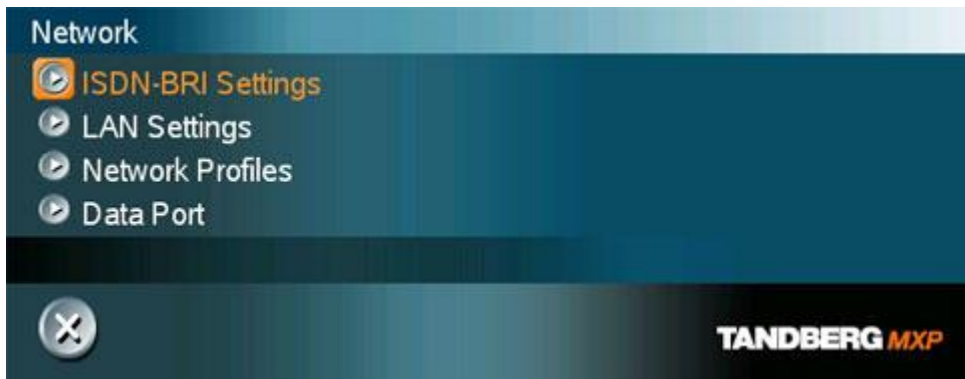 Network
ISDN-BRI Settings
LAN Settings
Network Profiles
Data Port
TANDBERG MXP